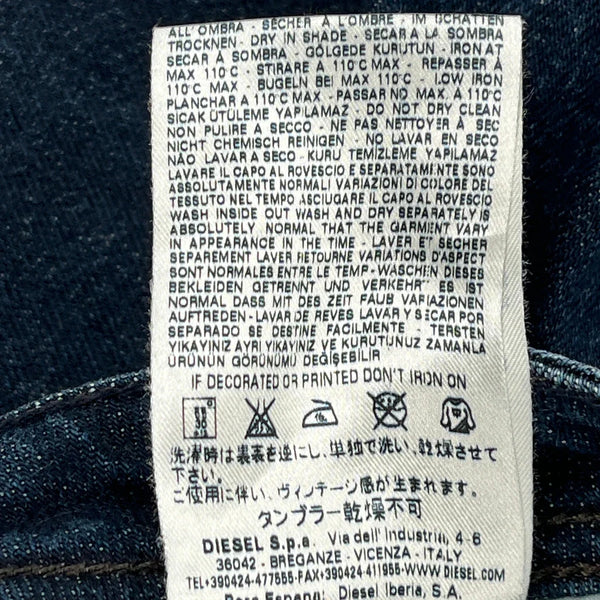 ALL'OMBRA - SÉCHER À L'OMBRE - IM SCHATTEN
TROCKNEN - DRY IN SHADE - SECAR A LA SOMBRA
SECAR A SOMBRA - GÖLGEDE KURUTUN - IRON AT
MAX 110°C - STIRARE A 110°C - REPASSER À
MAX 110°C - BUGELN BEI MAX 110°C - LOW IRON
PLANCHAR A 110°C MAX - PASSAR NO MAX. A 110°C
SICAK ÜTÜLEME YAPILAMAZ - DO NOT DRY CLEAN
NON PULIRE A SECCO - NE PAS NETTOYER À SEC
NICHT CHEMISCH REINIGEN - NO LAVAR EN SECO
NÃO LAVAR A SECO - KURU TEMIZLEME YAPILAMAZ
LAVARE IL CAPO AL ROVESCIO E SEPARATAMENTE SONO
ASSOLUTAMENTE NORMALI VARIAZIONI DI COLORE DEL
TESSUTO NEL TEMPO ASCIUGARE IL CAPO AL ROVESCIO
WASH INSIDE OUT WASH AND DRY SEPARATELY IS
ABSOLUTELY NORMAL THAT THE GARMENT VARY
IN APPEARANCE IN THE TIME - LAVER ET SECHER
SEPAREMENT LAVER RETOURNE VARIATIONS D'ASPECT
SONT NORMALES ENTRE LE TEMP - WASCHEN DIESES
BEKLEIDEN GETRENNT UND VERKEHRT ES IST
NORMAL DASS MIT DES ZEIT FAUB VARIAZIONEN
AUFTRETEN - LAVAR DE REVES LAVAR Y SECAR POR
SEPARADO SE DESTINE FACILMENTE - TERSTEN
YIKAYINIZ AYRI YIKAYINIZ VE KURUTUNUZ ZAMANLA
ÜRÜNÜN GÖRÜNÜMÜ DEĞIŞEBİLİR
IF DECORATED OR PRINTED DON'T IRON ON
洗濯時は表裏を逆にし、単独で洗い、乾燥させて
下さい。
ご使用に伴い、ヴィンテージ感が生まれます。
タンブラー乾燥不可
DIESEL S.p.a. Via dell' Industria, 4-6
36042 - BREGANZE - VICENZA - ITALY
TEL+390424-477555-FAX+390424-411955-WWW.DIESEL.COM
Para España: Diesel Iberia, S.A.